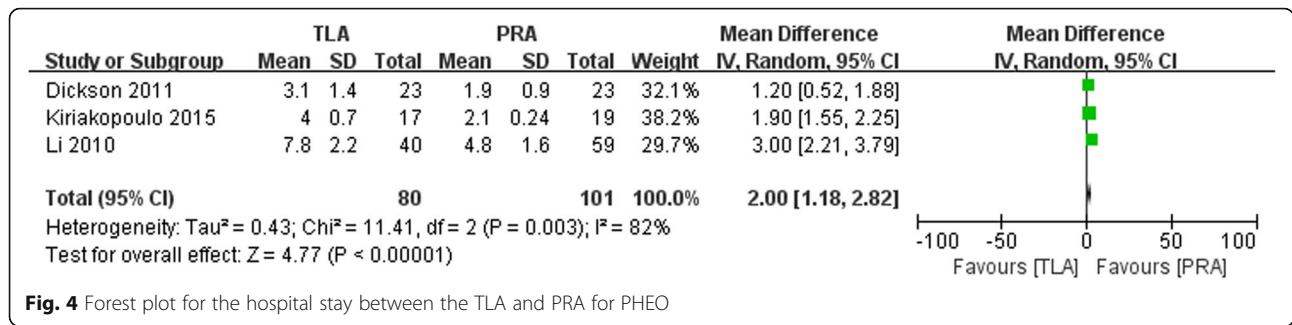 TLA PRA Mean Difference Mean Difference
Study or Subgroup Mean SD Total Mean SD Total Weight IV, Random, 95% CI IV, Random, 95% CI
Dickson 2011 3.1 1.4 23 1.9 0.9 23 32.1% 1.20 [0.52, 1.88]
Kiriakopoulo 2015 4 0.7 17 2.1 0.24 19 38.2% 1.90 [1.55, 2.25]
Li 2010 7.8 2.2 40 4.8 1.6 59 29.7% 3.00 [2.21, 3.79]
Total (95% CI) 80 101 100.0% 2.00 [1.18, 2.82]
Heterogeneity: Tau² = 0.43; Chi² = 11.41, df = 2 (P = 0.003); I² = 82%
Test for overall effect: Z = 4.77 (P < 0.00001)
-100 -50 0 50 100
Favours [TLA] Favours [PRA]
Fig. 4 Forest plot for the hospital stay between the TLA and PRA for PHEO